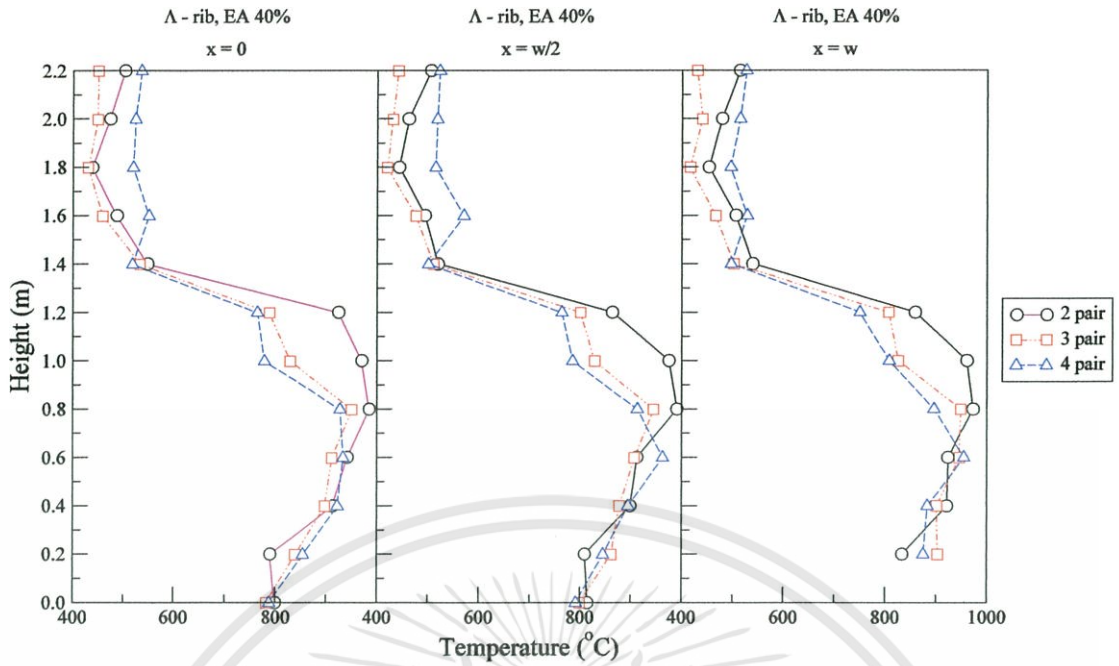 Λ - rib, EA 40%
x = 0
Λ - rib, EA 40%
x = w/2
Λ - rib, EA 40%
x = w
Height (m)
2.2
2.0
1.8
1.6
1.4
1.2
1.0
0.8
0.6
0.4
0.2
0.0
400
600
800
400
600
800
400
600
800
1000
Temperature (°C)
2 pair
3 pair
4 pair